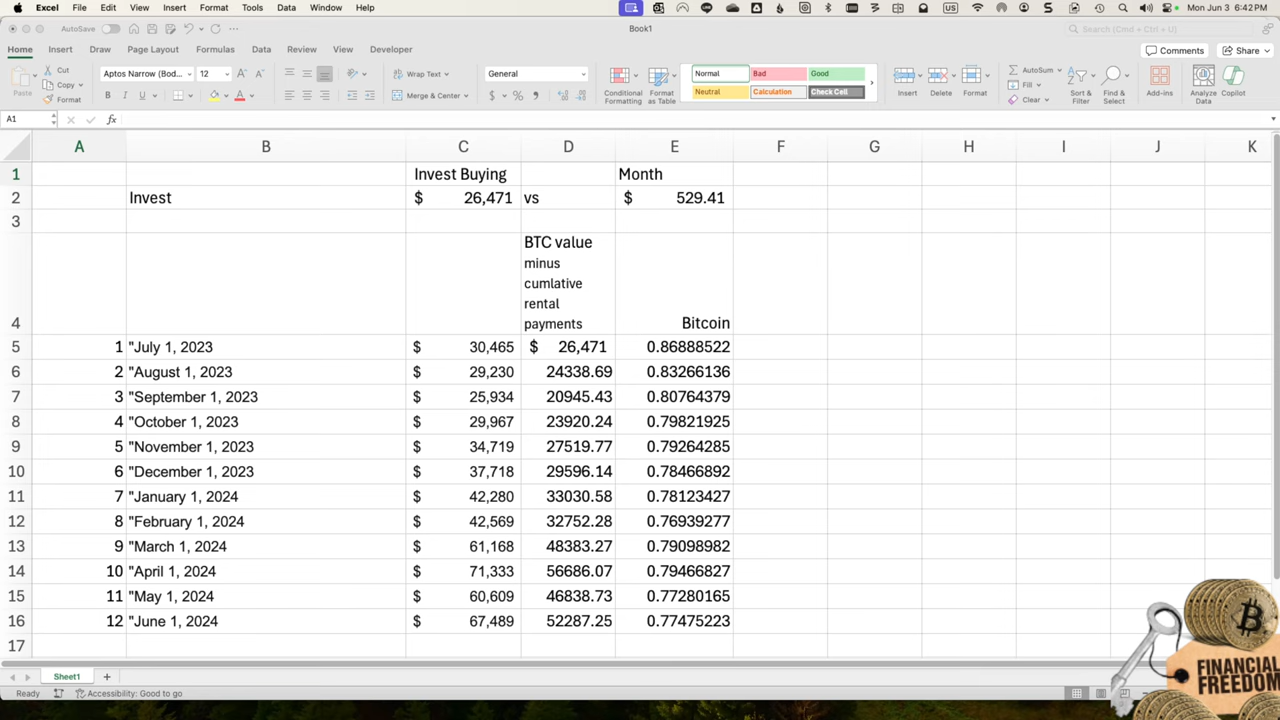 Excel File Edit View Insert Format Tools Data Window Help US Mon Jun 3 6:42 PM
AutoSave Book1 Search (Cmd + Ctrl + U)
Home Insert Draw Page Layout Formulas Data Review View Developer Comments Share
Paste Cut Copy Format Aptos Narrow (Bod... 12 Wrap Text Merge & Center General Conditional Formatting Format as Table Normal Bad Good Neutral Calculation Check Cell Insert Delete Format AutoSum Fill Clear Sort & Filter Find & Select Add-ins Analyze Data Copilot
A1 fx
A B C D E F G H I J K
1 Invest Buying Month
2 Invest $ 26,471 vs $ 529.41
3
4 BTC value
minus
cumlative
rental
payments Bitcoin
5 1 "July 1, 2023 $ 30,465 $ 26,471 0.86888522
6 2 "August 1, 2023 $ 29,230 24338.69 0.83266136
7 3 "September 1, 2023 $ 25,934 20945.43 0.80764379
8 4 "October 1, 2023 $ 29,967 23920.24 0.79821925
9 5 "November 1, 2023 $ 34,719 27519.77 0.79264285
10 6 "December 1, 2023 $ 37,718 29596.14 0.78466892
11 7 "January 1, 2024 $ 42,280 33030.58 0.78123427
12 8 "February 1, 2024 $ 42,569 32752.28 0.76939277
13 9 "March 1, 2024 $ 61,168 48383.27 0.79098982
14 10 "April 1, 2024 $ 71,333 56686.07 0.79466827
15 11 "May 1, 2024 $ 60,609 46838.73 0.77280165
16 12 "June 1, 2024 $ 67,489 52287.25 0.77475223
17
Sheet1
Ready Accessibility: Good to go
FINANCIAL
FREEDOM